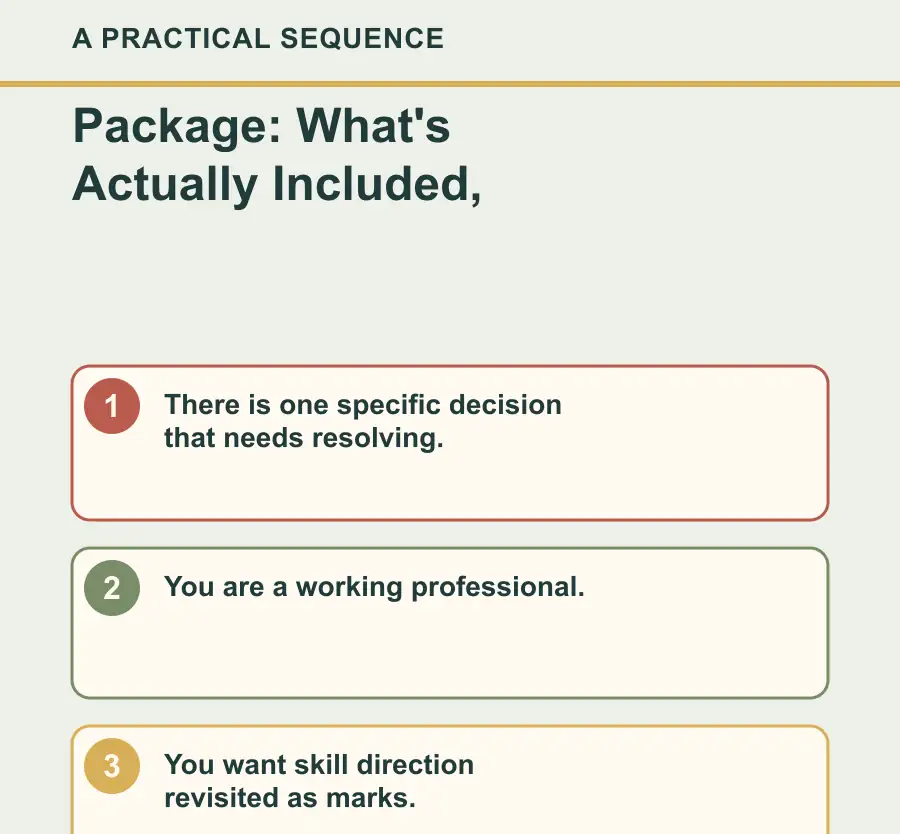 A PRACTICAL SEQUENCE
Package: What's
Actually Included,
1
There is one specific decision
that needs resolving.
2
You are a working professional.
3
You want skill direction
revisited as marks.